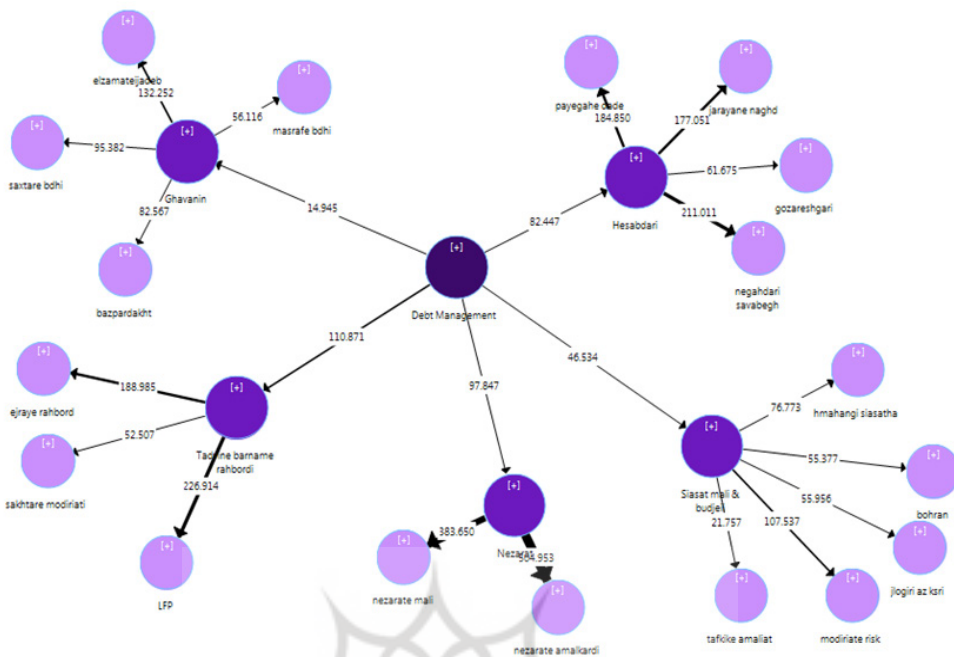 [+]
elzamateijadeb
132.252
[+]
masrafe bdhi
56.116
[+]
saxtare bdhi
95.382
[+]
Ghavanin
82.567
[+]
bazpardakht
14.945
[+]
payegahe dade
184.850
[+]
jarayane naghd
177.051
[+]
Hesabdari
61.675
[+]
gozareshgari
211.011
[+]
negahdari
savabegh
82.447
[+]
Debt Management
110.871
97.847
46.534
[+]
ejraye rahbord
188.985
[+]
Tadvine barname
rahbordi
52.507
[+]
sakhtare modiriati
226.914
[+]
LFP
[+]
Nezarat
383.650
[+]
nezarate mali
[+]
nezarate amalkardi
[+]
Siasat mali &
budjeh
76.773
[+]
hmahangi siasatha
55.377
[+]
bohran
55.956
[+]
jlogiri az ksri
107.537
[+]
modiriate risk
21.757
[+]
tafkike amaliat